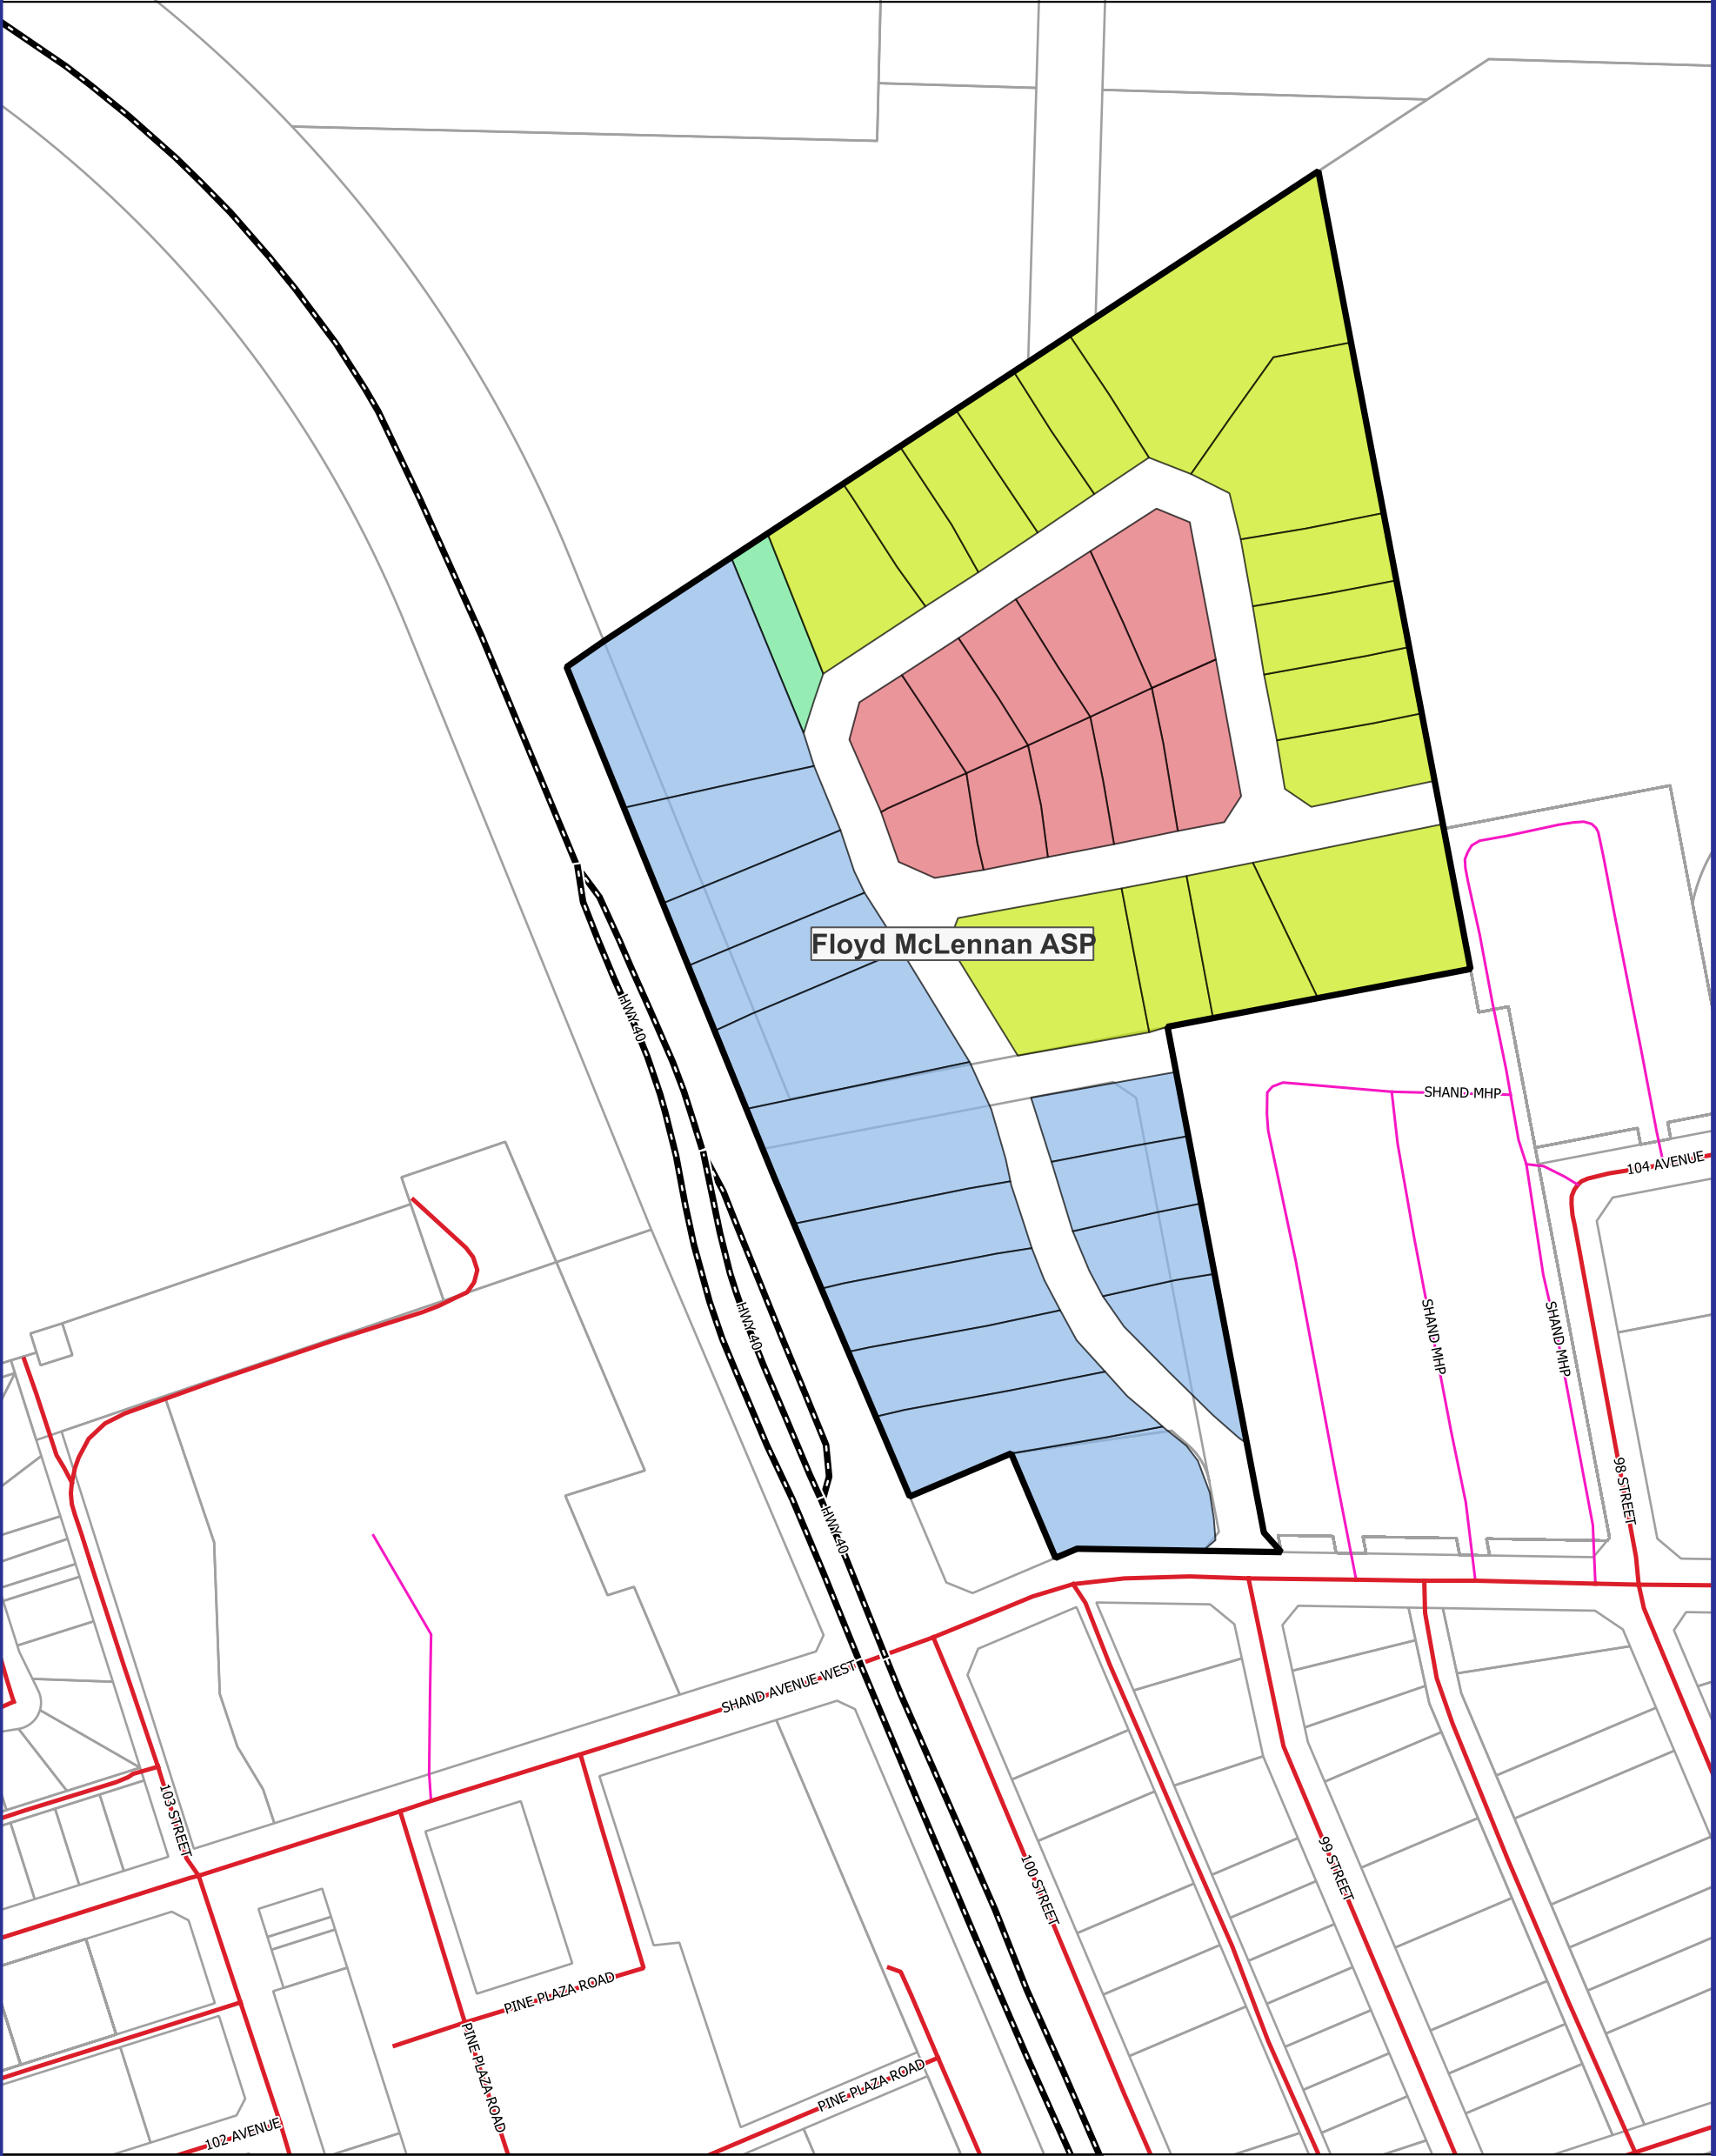 Floyd McLennan ASP
HWY 40
SHAND MHP
104 AVENUE
HWY 40
SHAND MHP
SHAND MHP
98 STREET
HWY 40
SHAND AVENUE WEST
103 STREET
100 STREET
99 STREET
PINE PLAZA ROAD
PINE PLAZA ROAD
PINE PLAZA ROAD
102 AVENUE